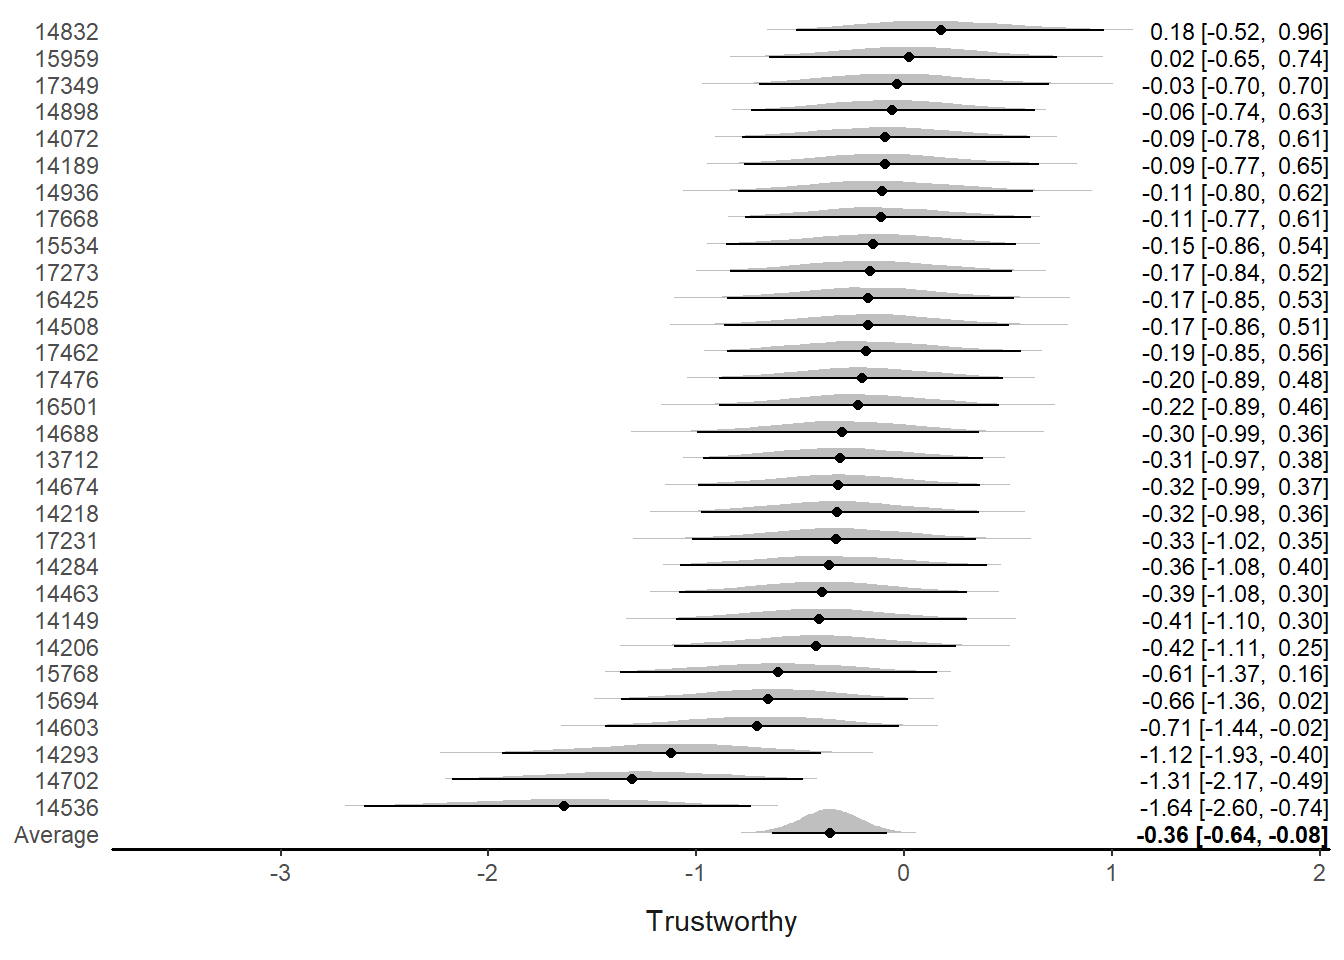 14832 0.18 [-0.52, 0.96]
15959 0.02 [-0.65, 0.74]
17349 -0.03 [-0.70, 0.70]
14898 -0.06 [-0.74, 0.63]
14072 -0.09 [-0.78, 0.61]
14189 -0.09 [-0.77, 0.65]
14936 -0.11 [-0.80, 0.62]
17668 -0.11 [-0.77, 0.61]
15534 -0.15 [-0.86, 0.54]
17273 -0.17 [-0.84, 0.52]
16425 -0.17 [-0.85, 0.53]
14508 -0.17 [-0.86, 0.51]
17462 -0.19 [-0.85, 0.56]
17476 -0.20 [-0.89, 0.48]
16501 -0.22 [-0.89, 0.46]
14688 -0.30 [-0.99, 0.36]
13712 -0.31 [-0.97, 0.38]
14674 -0.32 [-0.99, 0.37]
14218 -0.32 [-0.98, 0.36]
17231 -0.33 [-1.02, 0.35]
14284 -0.36 [-1.08, 0.40]
14463 -0.39 [-1.08, 0.30]
14149 -0.41 [-1.10, 0.30]
14206 -0.42 [-1.11, 0.25]
15768 -0.61 [-1.37, 0.16]
15694 -0.66 [-1.36, 0.02]
14603 -0.71 [-1.44, -0.02]
14293 -1.12 [-1.93, -0.40]
14702 -1.31 [-2.17, -0.49]
14536 -1.64 [-2.60, -0.74]
Average -0.36 [-0.64, -0.08]
-3 -2 -1 0 1 2
Trustworthy